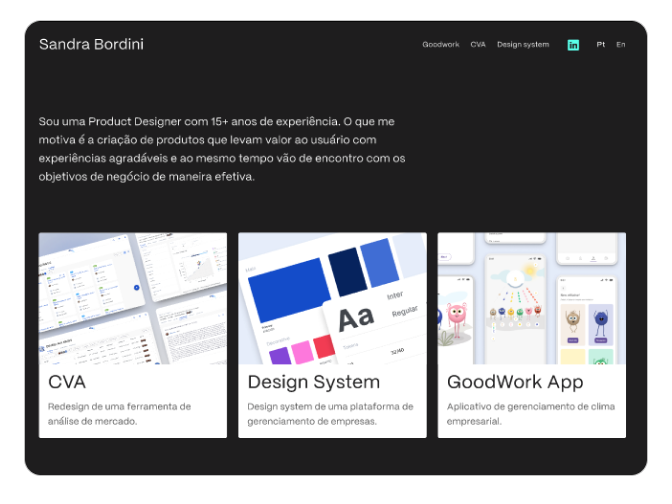 Sandra Bordini
Goodwork CVA Design system in Pt En
Sou uma Product Designer com 15+ anos de experiência. O que me
motiva é a criação de produtos que levam valor ao usuário com
experiências agradáveis e ao mesmo tempo vão de encontro com os
objetivos de negócio de maneira efetiva.
Main
Inter
Aa Regular
32/40
CVA
Redesign de uma ferramenta de
análise de mercado.
Design System
Design system de uma plataforma de
gerenciamento de empresas.
GoodWork App
Aplicativo de gerenciamento de clima
empresarial.